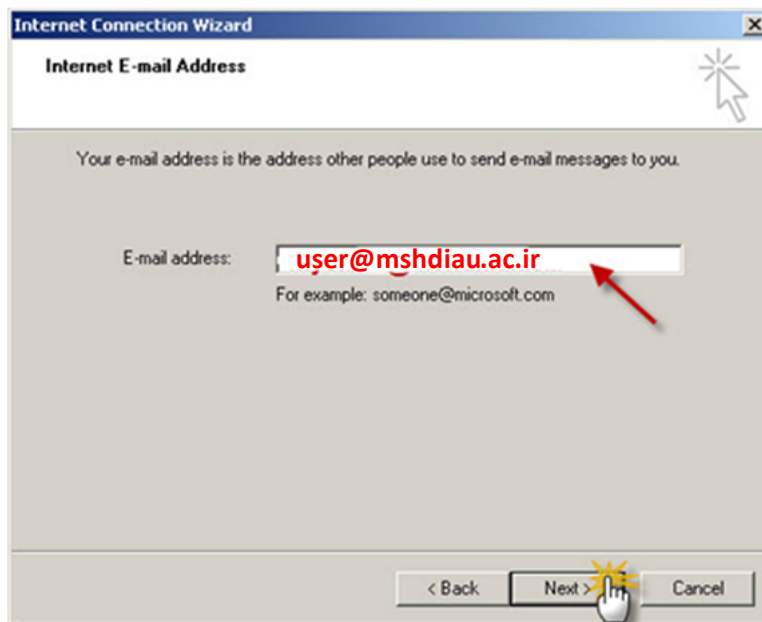 Internet Connection Wizard
Internet E-mail Address
Your e-mail address is the address other people use to send e-mail messages to you.
E-mail address: user@mshdiau.ac.ir
For example: someone@microsoft.com
< Back Next > Cancel